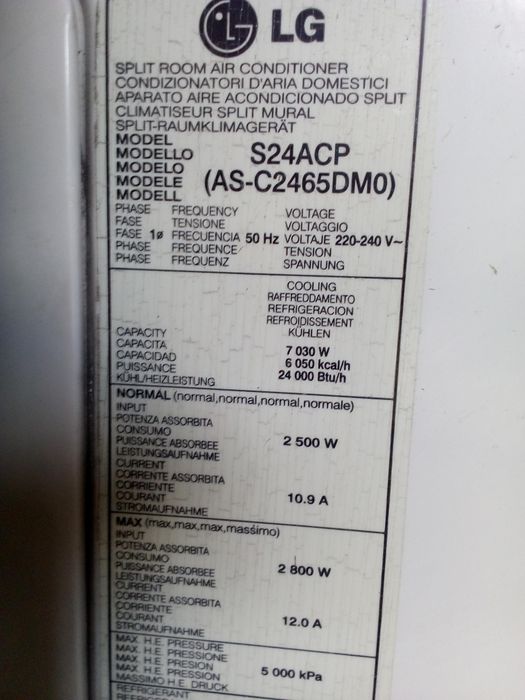 LG
SPLIT ROOM AIR CONDITIONER
CONDIZIONATORI D'ARIA DOMESTICI
APARATO AIRE ACONDICIONADO SPLIT
CLIMATISEUR SPLIT MURAL
SPLIT-RAUMKLIMAGERÄT
MODEL
MODELLO S24ACP
MODELO
MODELE (AS-C2465DM0)
MODELL
PHASE FREQUENCY VOLTAGE
FASE TENSIONE VOLTAGGIO
FASE 1ø FRECUENCIA 50 Hz VOLTAJE 220-240 V~
PHASE FREQUENCE TENSION
PHASE FREQUENZ SPANNUNG
COOLING
RAFFREDDAMENTO
REFRIGERACION
REFROIDISSEMENT
CAPACITY KÜHLEN
CAPACITA
CAPACIDAD 7 030 W
PUISSANCE 6 050 kcal/h
KÜHL/HEIZLEISTUNG 24 000 Btu/h
NORMAL (normal,normal,normal,normale)
INPUT
POTENZA ASSORBITA
CONSUMO
PUISSANCE ABSORBEE 2 500 W
LEISTUNGSAUFNAHME
CURRENT
CORRENTE ASSORBITA
CORRIENTE
COURANT 10.9 A
STROMAUFNAHME
MAX (max,max,max,massimo)
INPUT
POTENZA ASSORBITA
CONSUMO
PUISSANCE ABSORBEE 2 800 W
LEISTUNGSAUFNAHME
CURRENT
CORRENTE ASSORBITA
CORRIENTE
COURANT 12.0 A
STROMAUFNAHME
MAX. H.E. PRESSURE
MAX. H.E. PRESSIONE
MAX. H.E. PRESION 5 000 kPa
MAX. H.E. PRESSION
MASSIMO H.E. DRUCK
REFRIGERANT